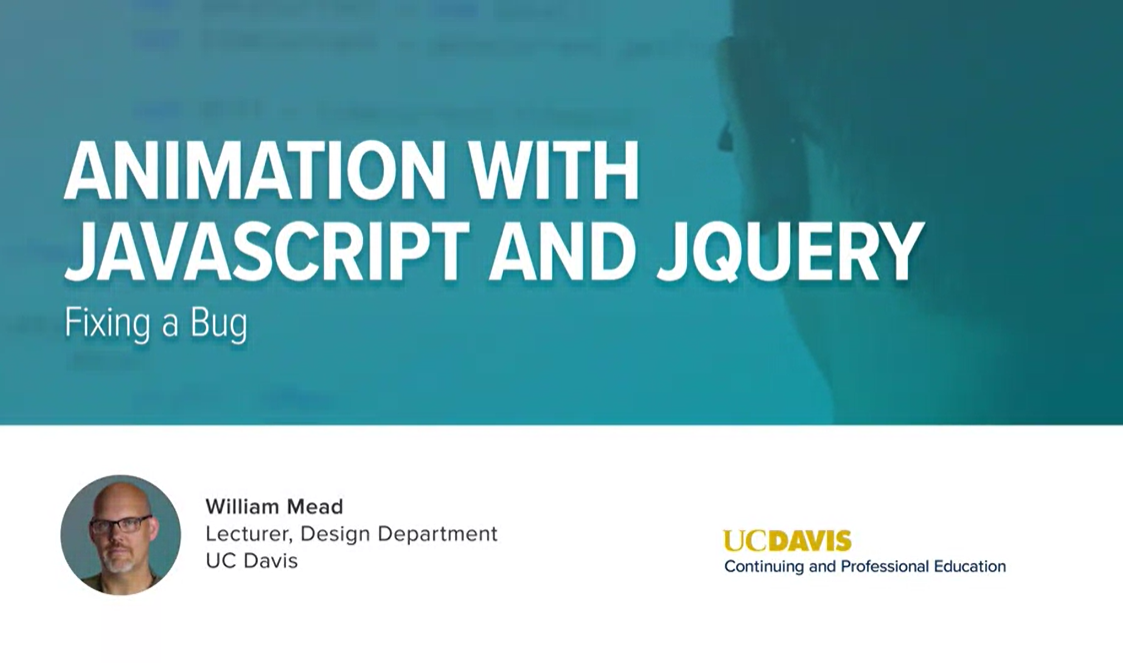 ANIMATION WITH
JAVASCRIPT AND JQUERY
Fixing a Bug
William Mead
Lecturer, Design Department
UC Davis
UCDAVIS
Continuing and Professional Education